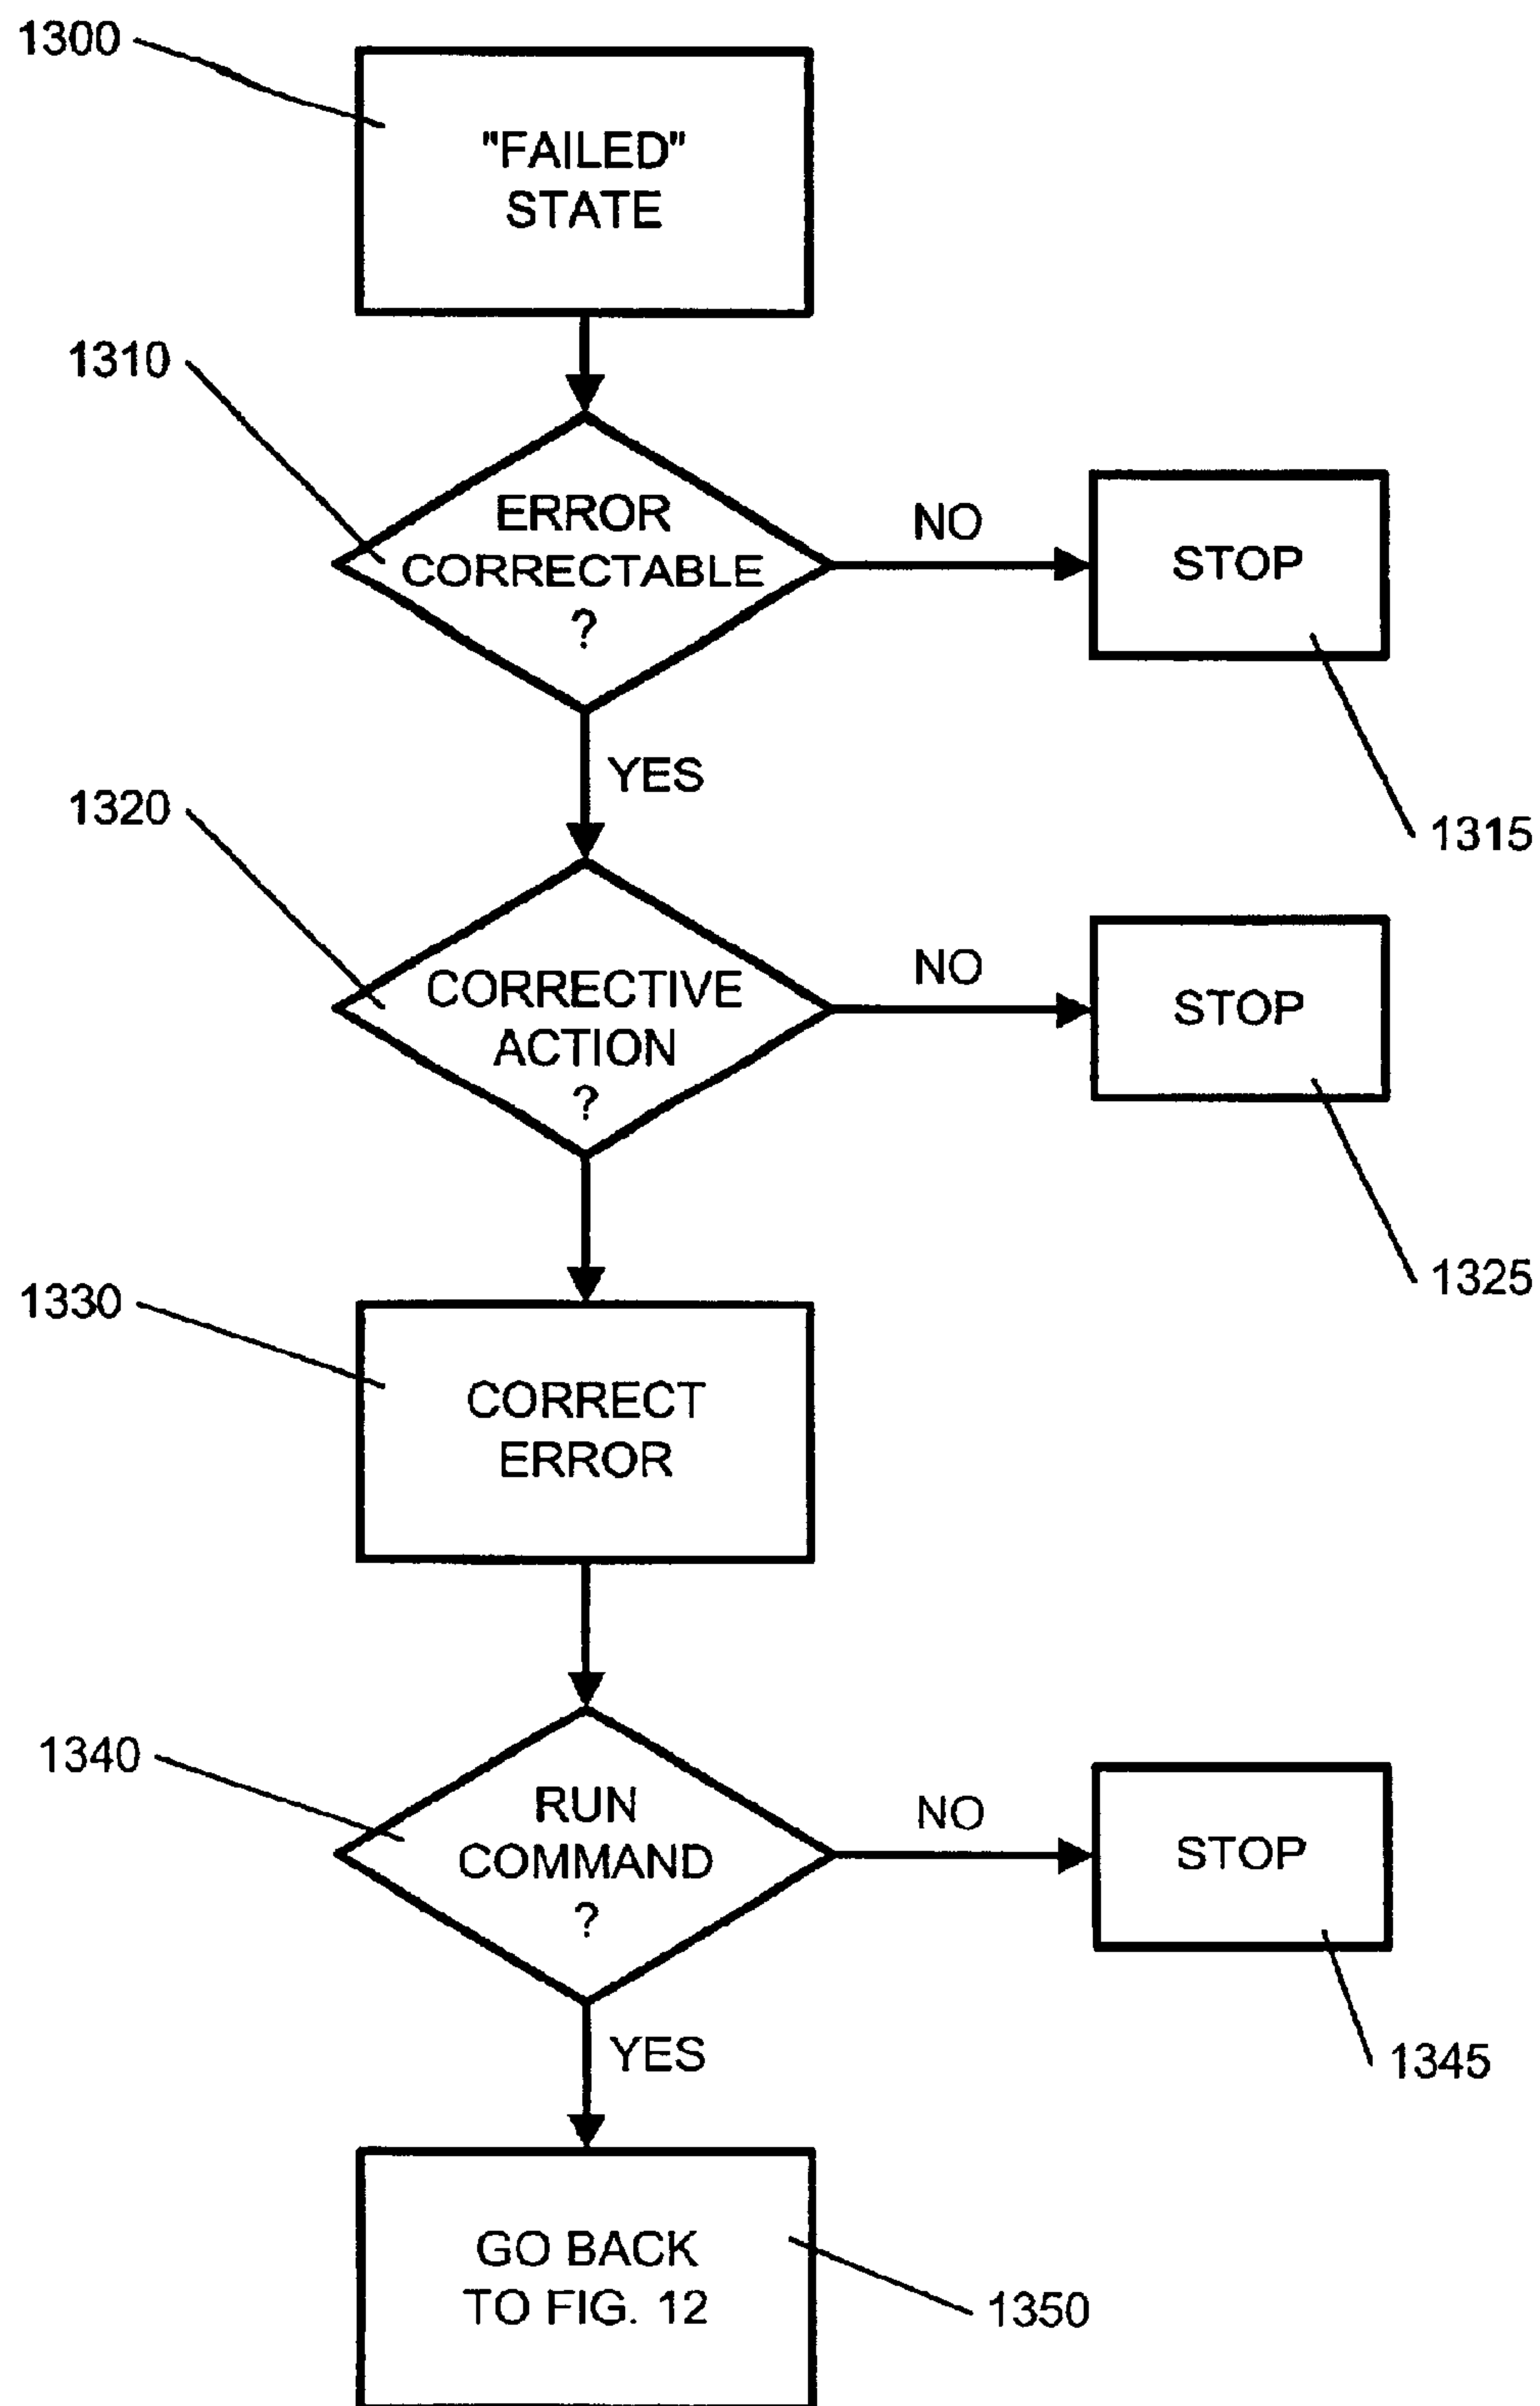 1300
"FAILED"
STATE
1310
ERROR
CORRECTABLE
?
NO
STOP
1315
YES
1320
CORRECTIVE
ACTION
?
NO
STOP
1325
1330
CORRECT
ERROR
1340
RUN
COMMAND
?
NO
STOP
1345
YES
GO BACK
TO FIG. 12
1350